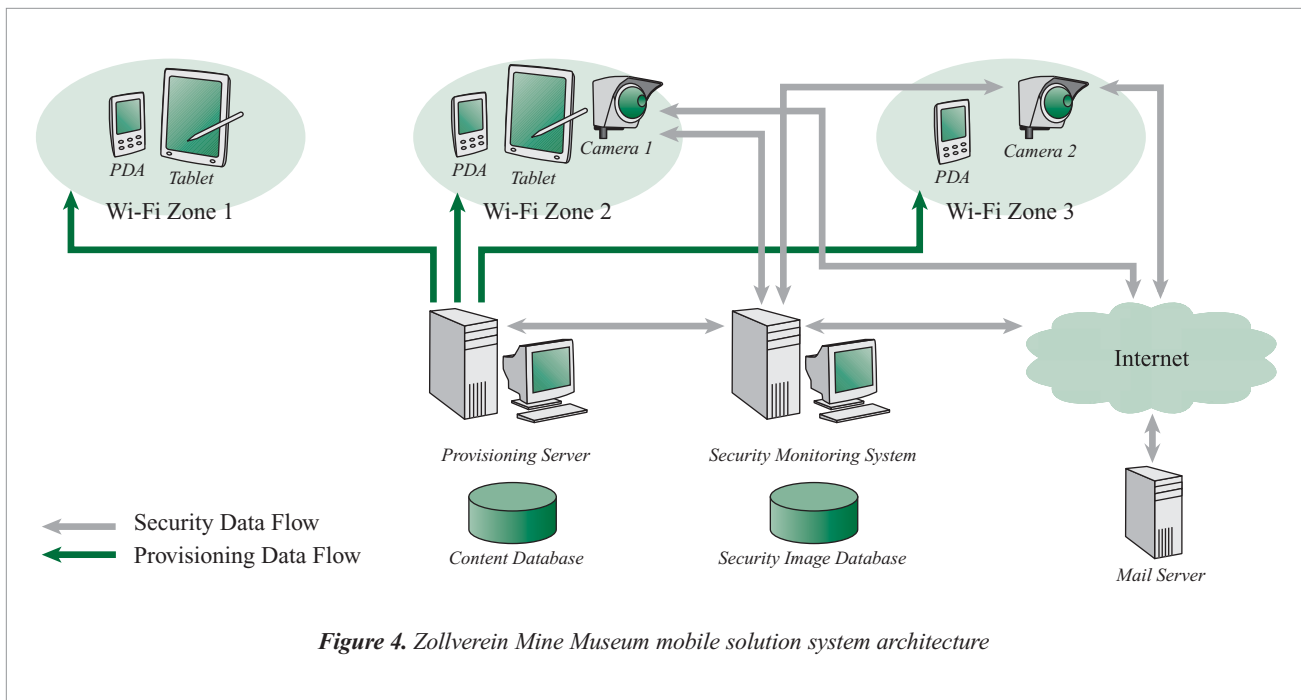 PDA
Tablet
Wi-Fi Zone 1
PDA
Tablet
Camera 1
Wi-Fi Zone 2
PDA
Camera 2
Wi-Fi Zone 3
Internet
Provisioning Server
Security Monitoring System
Content Database
Security Image Database
Mail Server
Security Data Flow
Provisioning Data Flow
Figure 4. Zollverein Mine Museum mobile solution system architecture